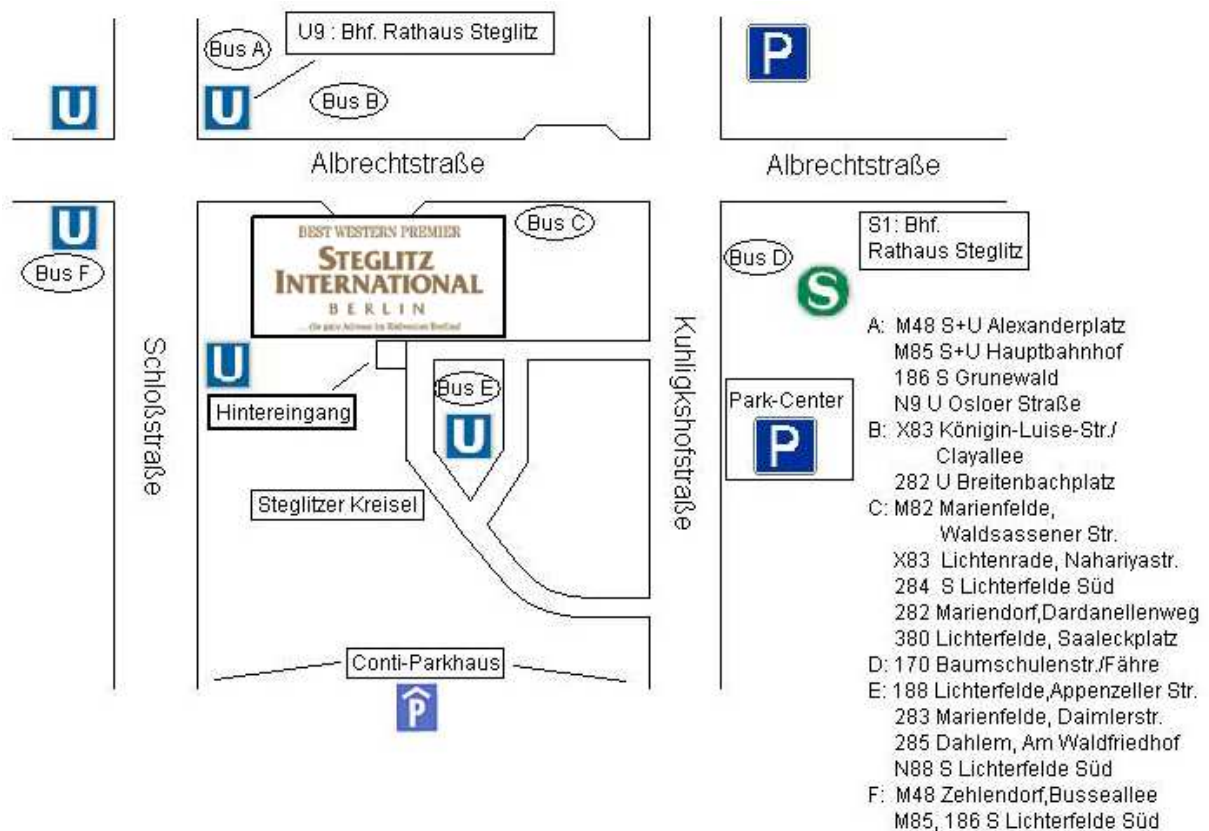 U9 : Bhf. Rathaus Steglitz
Bus A
P
U
U
Bus B
Albrechtstraße
Albrechtstraße
U
Bus F
BEST WESTERN PREMIER
STEGLITZ
INTERNATIONAL
BERLIN
Bus C
S1: Bhf.
Rathaus Steglitz
Bus D
S
Schloßstraße
Kuhligkshofstraße
U
Hintereingang
Bus E
U
Park-Center
P
Steglitzer Kreisel
Conti-Parkhaus
P
A: M48 S+U Alexanderplatz
M85 S+U Hauptbahnhof
186 S Grunewald
N9 U Osloer Straße
B: X83 Königin-Luise-Str./
Clayallee
282 U Breitenbachplatz
C: M82 Marienfelde,
Waldsassener Str.
X83 Lichtenrade, Nahariyastr.
284 S Lichterfelde Süd
282 Mariendorf,Dardanellenweg
380 Lichterfelde, Saaleckplatz
D: 170 Baumschulenstr./Fähre
E: 188 Lichterfelde,Appenzeller Str.
283 Marienfelde, Daimlerstr.
285 Dahlem, Am Waldfriedhof
N88 S Lichterfelde Süd
F: M48 Zehlendorf,Busseallee
M85, 186 S Lichterfelde Süd